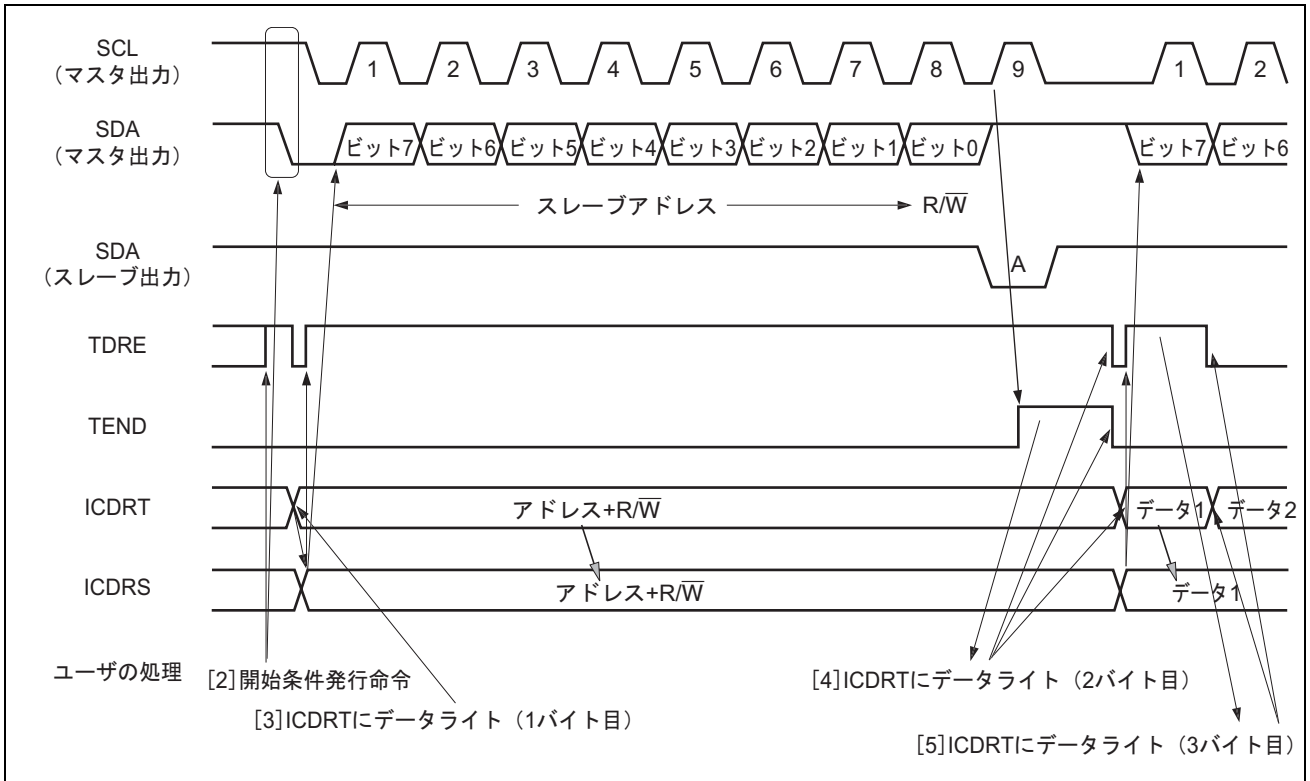 SCL
（マスタ出力）
1 2 3 4 5 6 7 8 9 1 2
SDA
（マスタ出力）
ビット7 ビット6 ビット5 ビット4 ビット3 ビット2 ビット1 ビット0 ビット7 ビット6
スレーブアドレス R/W̅
SDA
（スレーブ出力）
A
TDRE
TEND
ICDRT
アドレス+R/W̅ データ1 データ2
ICDRS
アドレス+R/W̅ データ1
ユーザの処理
[2]開始条件発行命令
[4]ICDRTにデータライト（2バイト目）
[3]ICDRTにデータライト（1バイト目）
[5]ICDRTにデータライト（3バイト目）